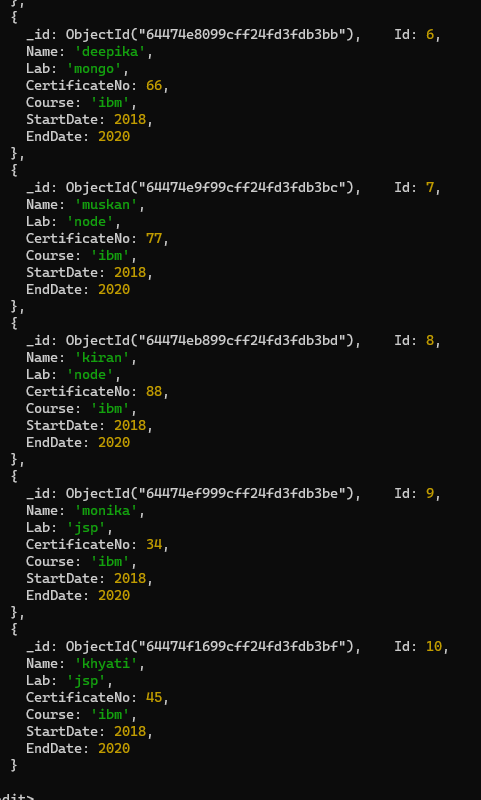 },
{
_id: ObjectId("64474e8099cff24fd3fdb3bb"), Id: 6,
Name: 'deepika',
Lab: 'mongo',
CertificateNo: 66,
Course: 'ibm',
StartDate: 2018,
EndDate: 2020
},
{
_id: ObjectId("64474e9f99cff24fd3fdb3bc"), Id: 7,
Name: 'muskan',
Lab: 'node',
CertificateNo: 77,
Course: 'ibm',
StartDate: 2018,
EndDate: 2020
},
{
_id: ObjectId("64474eb899cff24fd3fdb3bd"), Id: 8,
Name: 'kiran',
Lab: 'node',
CertificateNo: 88,
Course: 'ibm',
StartDate: 2018,
EndDate: 2020
},
{
_id: ObjectId("64474ef999cff24fd3fdb3be"), Id: 9,
Name: 'monika',
Lab: 'jsp',
CertificateNo: 34,
Course: 'ibm',
StartDate: 2018,
EndDate: 2020
},
{
_id: ObjectId("64474f1699cff24fd3fdb3bf"), Id: 10,
Name: 'khyati',
Lab: 'jsp',
CertificateNo: 45,
Course: 'ibm',
StartDate: 2018,
EndDate: 2020
}